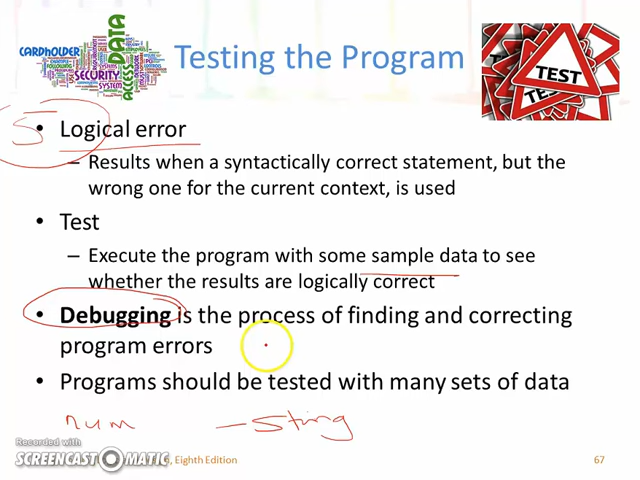 CARDHOLDER
DATA
SECURITY
ACCESS
SYSTEM
Testing the Program
TEST
5
• Logical error
– Results when a syntactically correct statement, but the
wrong one for the current context, is used
• Test
– Execute the program with some sample data to see
whether the results are logically correct
• Debugging is the process of finding and correcting
program errors
• Programs should be tested with many sets of data
num – String
Recorded with
SCREENCAST MATIC
, Eighth Edition
67